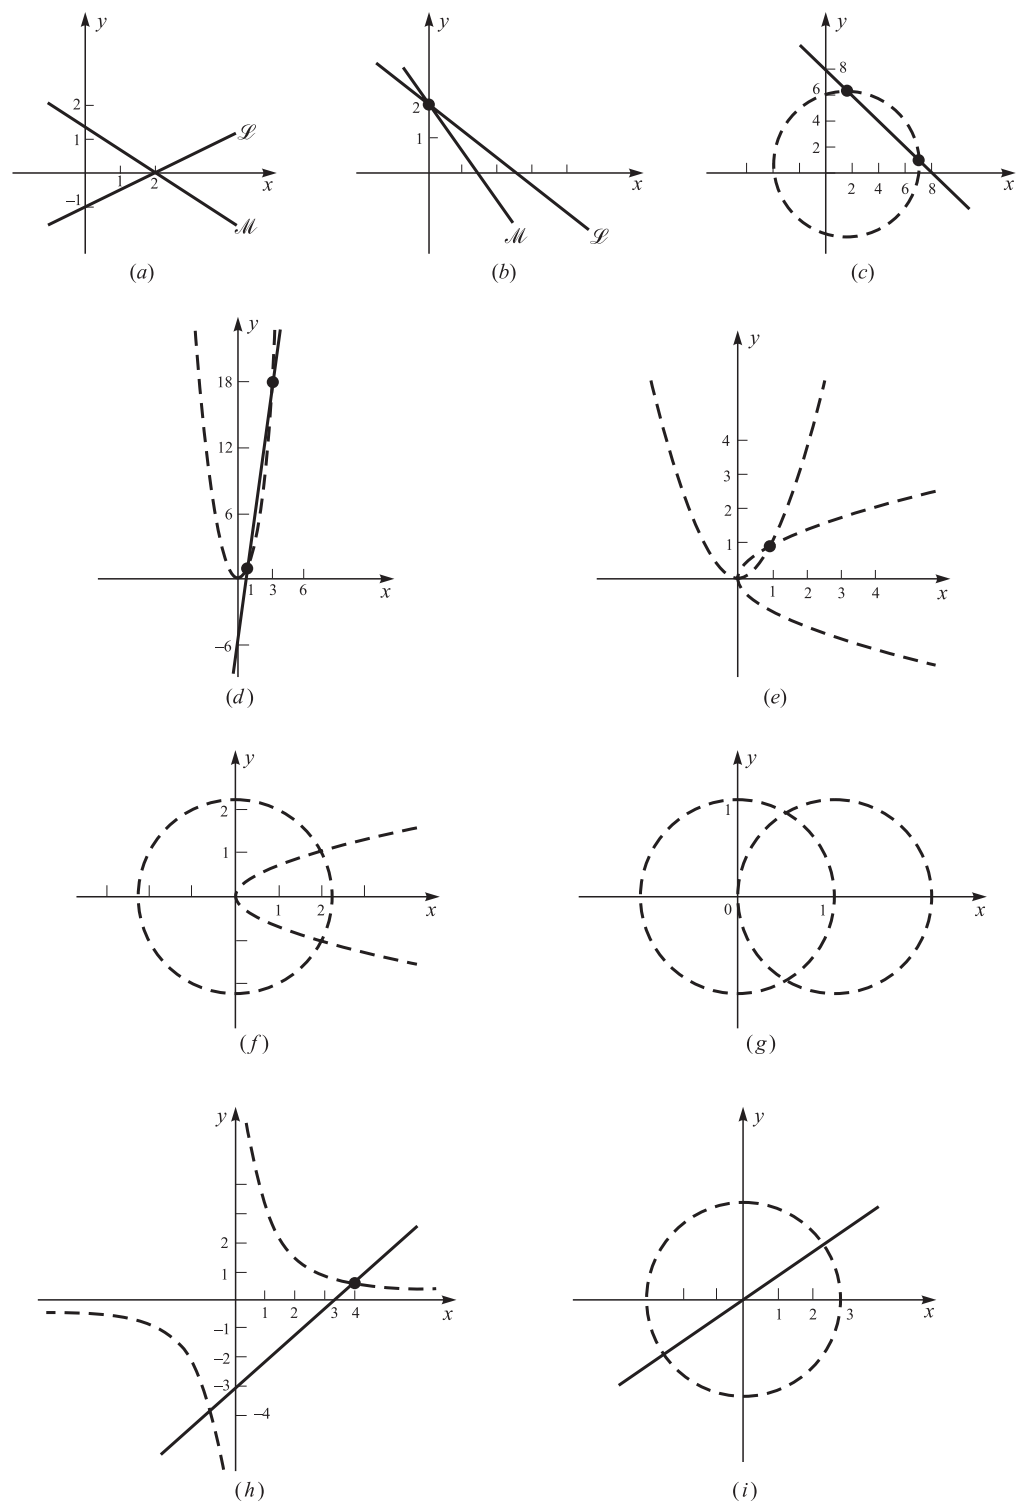 y
2
1
ℒ
1
2
x
–1
ℳ
(a)
y
2
1
x
ℳ
ℒ
(b)
y
8
6
4
2
2 4 6 8
x
(c)
y
18
12
6
1 3 6
x
–6
(d)
y
4
3
2
1
1 2 3 4
x
(e)
y
2
1
1 2
x
(f)
y
1
0 1
x
(g)
y
2
1
1 2 3 4
x
–1
–2
–3
–4
(h)
y
1 2 3
x
(i)